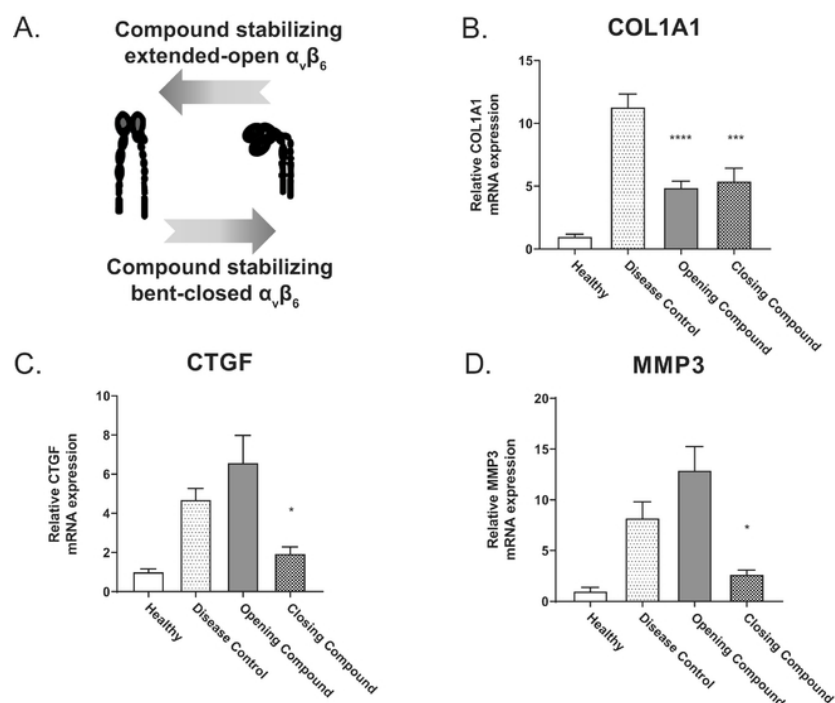 A.
Compound stabilizing
extended-open αvβ6
Compound stabilizing
bent-closed αvβ6
B.
COL1A1
Relative COL1A1
mRNA expression
15
10
5
0
****
***
Healthy
Disease Control
Opening Compound
Closing Compound
C.
CTGF
Relative CTGF
mRNA expression
10
8
6
4
2
0
*
Healthy
Disease Control
Opening Compound
Closing Compound
D.
MMP3
Relative MMP3
mRNA expression
20
15
10
5
0
*
Healthy
Disease Control
Opening Compound
Closing Compound